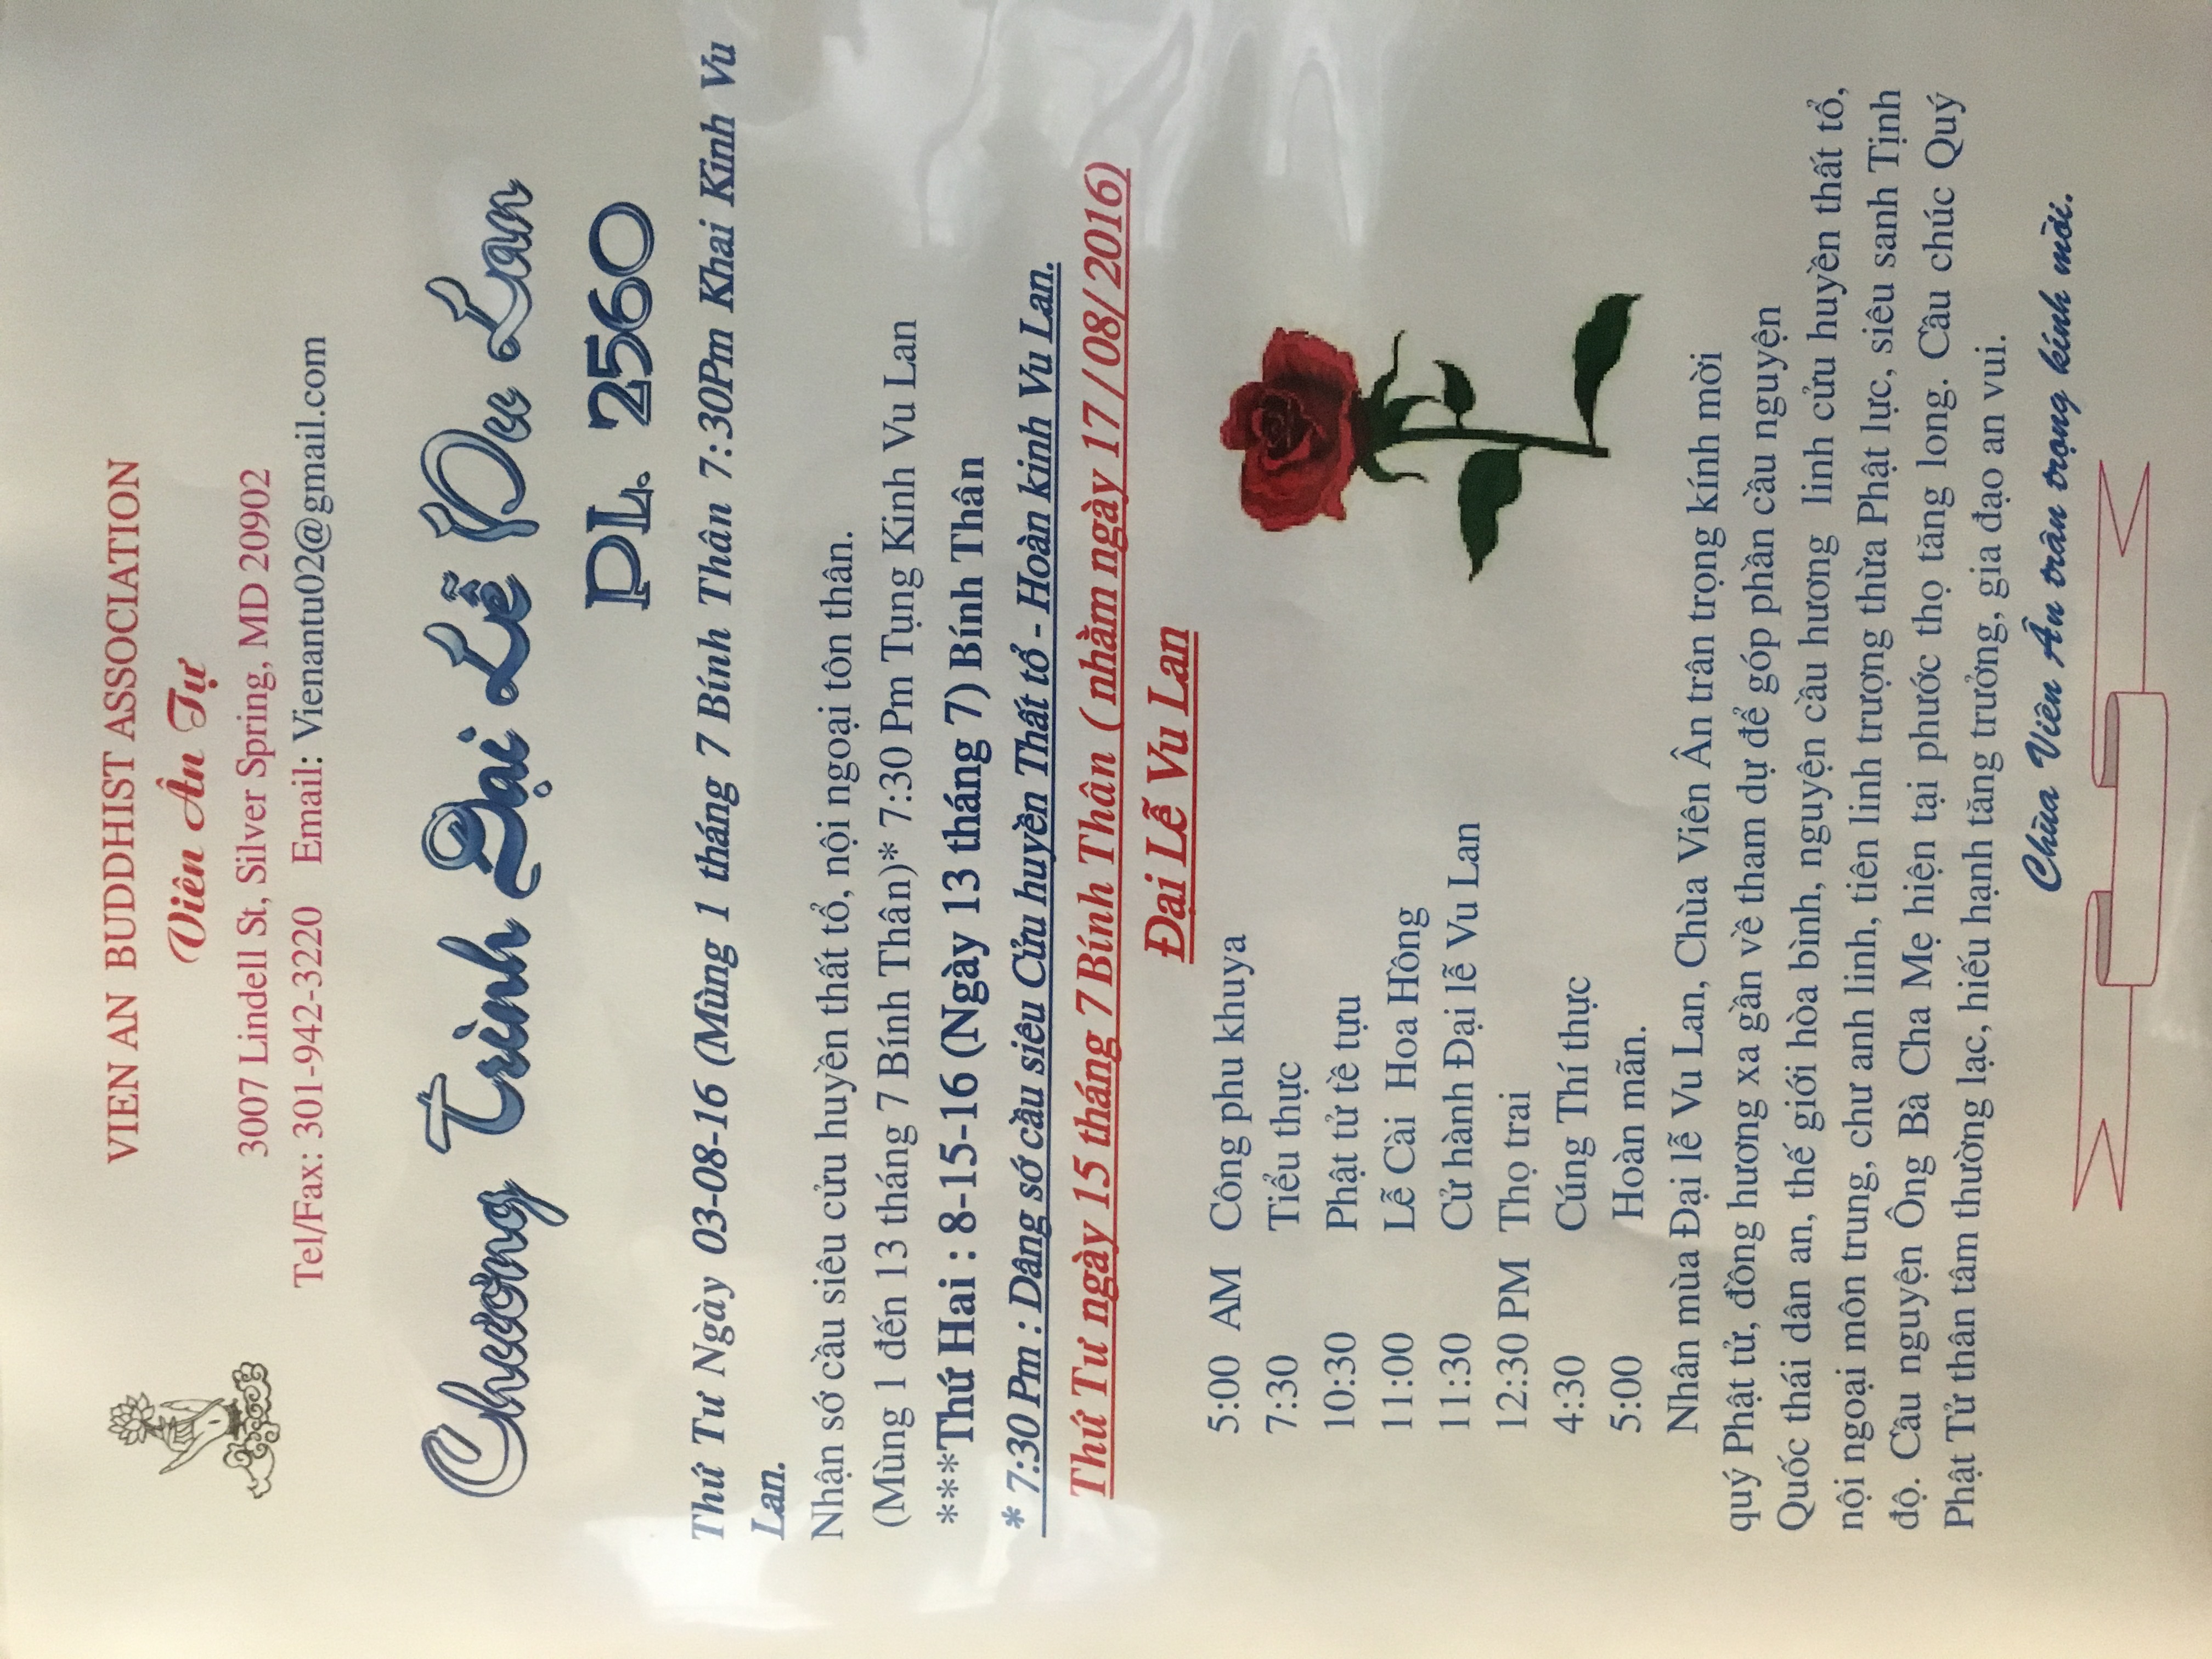 VIEN AN BUDDHIST ASSOCIATION
Viên Ân Tự
3007 Lindell St, Silver Spring, MD 20902
Tel/Fax: 301-942-3220 Email: Vienantu02@gmail.com
Chương Trình Đại Lễ Vu Lan
PL. 2560
Thứ Tư Ngày 03-08-16 (Mùng 1 tháng 7 Bính Thân 7:30Pm Khai Kinh Vu
Lan.
Nhận sớ cầu siêu cửu huyền thất tổ, nội ngoại tôn thân.
(Mùng 1 đến 13 tháng 7 Bính Thân)* 7:30 Pm Tụng Kinh Vu Lan
***Thứ Hai : 8-15-16 (Ngày 13 tháng 7) Bính Thân
* 7:30 Pm : Dâng sớ cầu siêu Cửu huyền Thất tổ - Hoàn kinh Vu Lan.
Thứ Tư ngày 15 tháng 7 Bính Thân ( nhằm ngày 17 / 08/ 2016)
Đại Lễ Vu Lan
5:00 AM Công phu khuya
7:30 Tiểu thực
10:30 Phật tử tề tựu
11:00 Lễ Cài Hoa Hồng
11:30 Cử hành Đại lễ Vu Lan
12:30 PM Thọ trai
4:30 Cúng Thí thực
5:00 Hoàn mãn.
Nhân mùa Đại lễ Vu Lan, Chùa Viên Ân trân trọng kính mời
quý Phật tử, đồng hương xa gần về tham dự để góp phần cầu nguyện
Quốc thái dân an, thế giới hòa bình, nguyện cầu hương linh cửu huyền thất tổ,
nội ngoại môn trung, chư anh linh, tiên linh trượng thừa Phật lực, siêu sanh Tịnh
độ. Cầu nguyện Ông Bà Cha Mẹ hiện tại phước thọ tăng long. Cầu chúc Quý
Phật Tử thân tâm thường lạc, hiếu hạnh tăng trưởng, gia đạo an vui.
Chùa Viên Ân trân trọng kính mời.